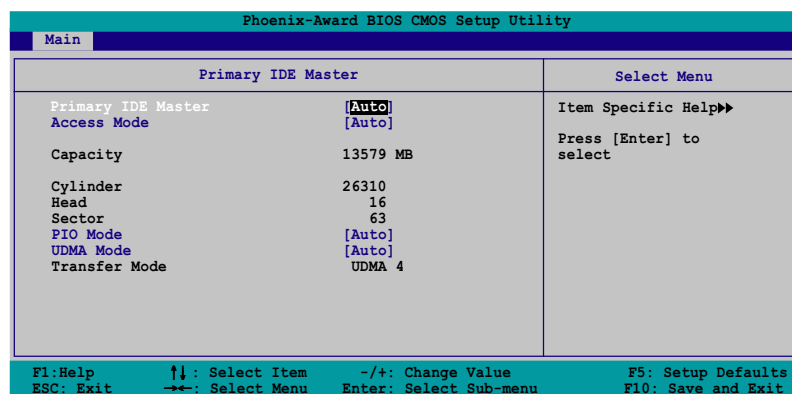 Phoenix-Award BIOS CMOS Setup Utility
Main
Primary IDE Master
Select Menu
Primary IDE Master [Auto]
Access Mode [Auto]
Capacity 13579 MB
Cylinder 26310
Head 16
Sector 63
PIO Mode [Auto]
UDMA Mode [Auto]
Transfer Mode UDMA 4
Item Specific Help▶▶
Press [Enter] to
select
F1:Help ↑↓: Select Item -/+: Change Value F5: Setup Defaults
ESC: Exit →←: Select Menu Enter: Select Sub-menu F10: Save and Exit